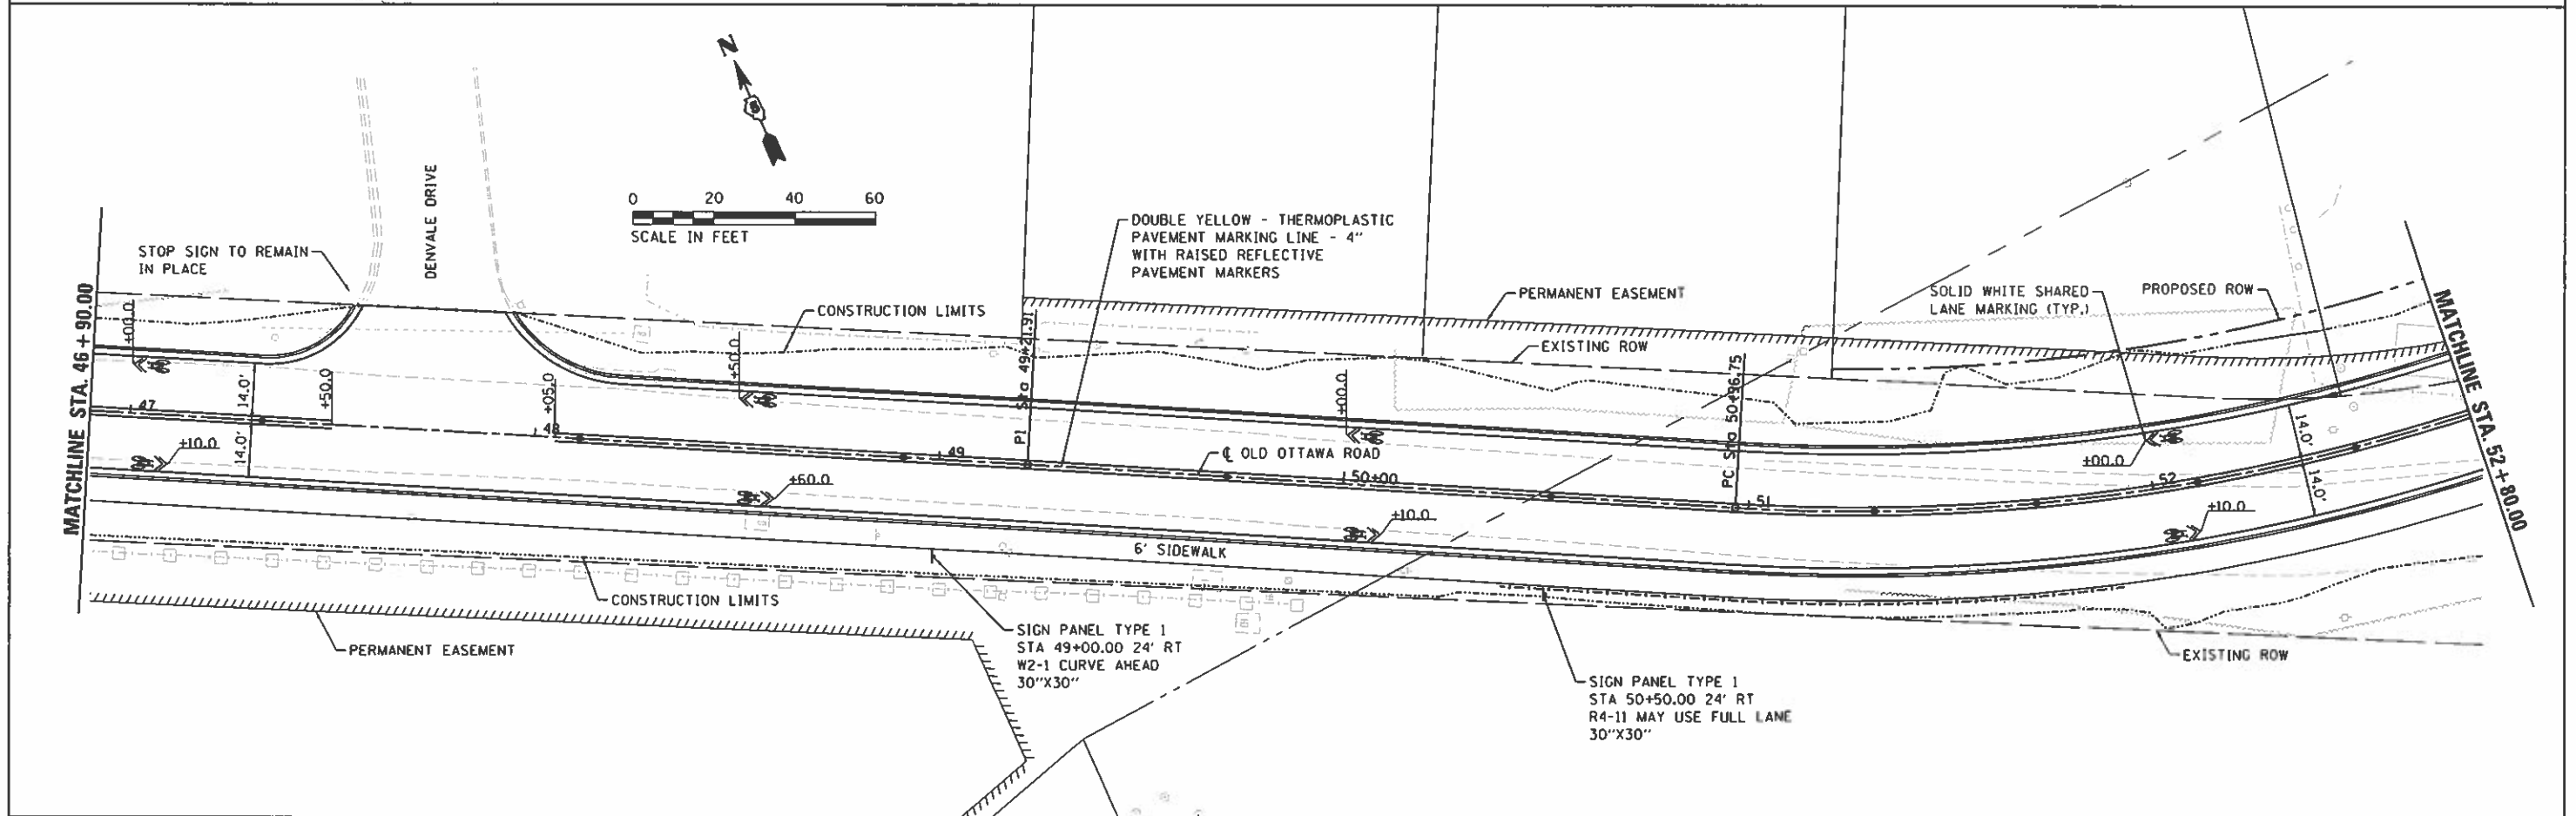 N
0 20 40 60
SCALE IN FEET
DENVALE DRIVE
STOP SIGN TO REMAIN
IN PLACE
MATCHLINE STA. 46+90.00
+00.0
47
14.0'
14.0'
+50.0
+10.0
+05.0
48
+50.0
+60.0
CONSTRUCTION LIMITS
49
PI Sta 49+21.91
DOUBLE YELLOW - THERMOPLASTIC
PAVEMENT MARKING LINE - 4"
WITH RAISED REFLECTIVE
PAVEMENT MARKERS
PERMANENT EASEMENT
EXISTING ROW
℄ OLD OTTAWA ROAD
+00.0
50+00
+10.0
6' SIDEWALK
PC Sta 50+96.75
51
SOLID WHITE SHARED
LANE MARKING (TYP.)
PROPOSED ROW
+00.0
52
14.0'
14.0'
+10.0
MATCHLINE STA. 52+80.00
CONSTRUCTION LIMITS
PERMANENT EASEMENT
SIGN PANEL TYPE 1
STA 49+00.00 24' RT
W2-1 CURVE AHEAD
30"X30"
SIGN PANEL TYPE 1
STA 50+50.00 24' RT
R4-11 MAY USE FULL LANE
30"X30"
EXISTING ROW